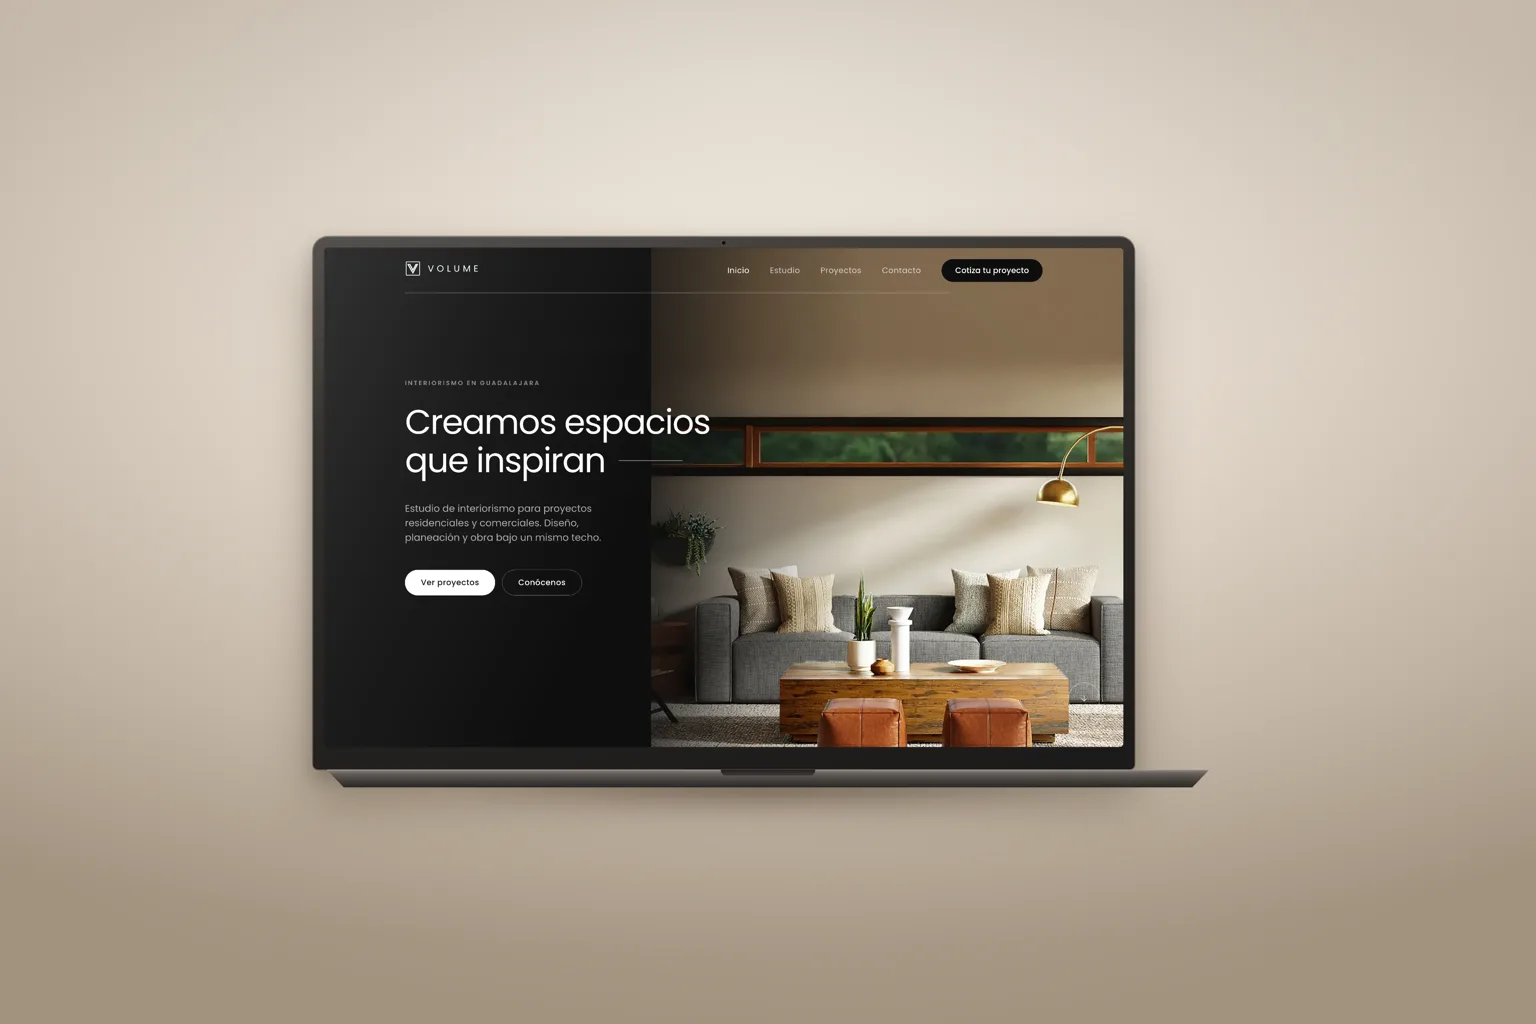 VOLUME
Inicio Estudio Proyectos Contacto Cotiza tu proyecto
INTERIORISMO EN GUADALAJARA
Creamos espacios
que inspiran
Estudio de interiorismo para proyectos
residenciales y comerciales. Diseño,
planeación y obra bajo un mismo techo.
Ver proyectos Conócenos